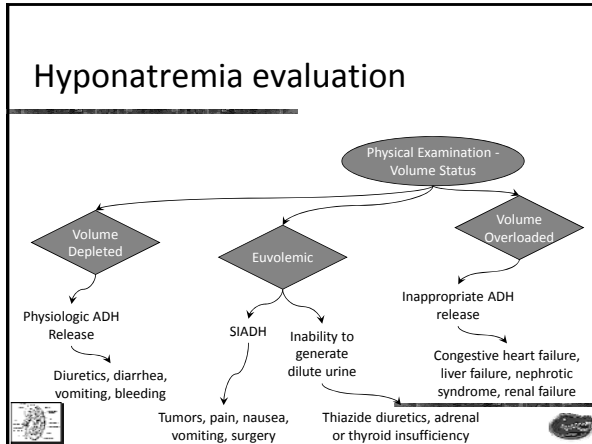 Hyponatremia evaluation
Physical Examination -
Volume Status
Volume
Depleted
Euvolemic
Volume
Overloaded
Physiologic ADH
Release
Diuretics, diarrhea,
vomiting, bleeding
SIADH
Tumors, pain, nausea,
vomiting, surgery
Inability to
generate
dilute urine
Thiazide diuretics, adrenal
or thyroid insufficiency
Inappropriate ADH
release
Congestive heart failure,
liver failure, nephrotic
syndrome, renal failure